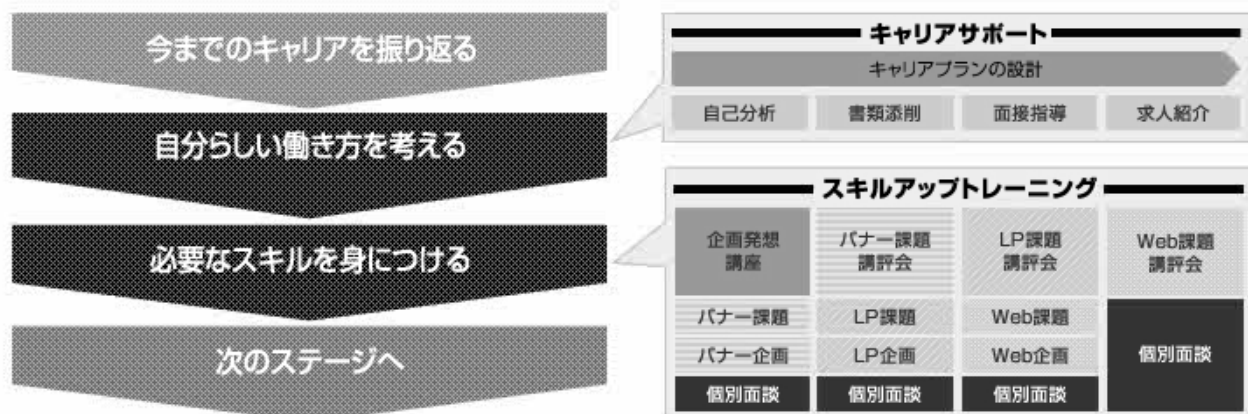 今までのキャリアを振り返る
自分らしい働き方を考える
必要なスキルを身につける
次のステージへ
キャリアサポート
キャリアプランの設計
自己分析
書類添削
面接指導
求人紹介
スキルアップトレーニング
企画発想
講座
バナー課題
講評会
LP課題
講評会
Web課題
講評会
バナー課題
LP課題
Web課題
バナー企画
LP企画
Web企画
個別面談
個別面談
個別面談
個別面談